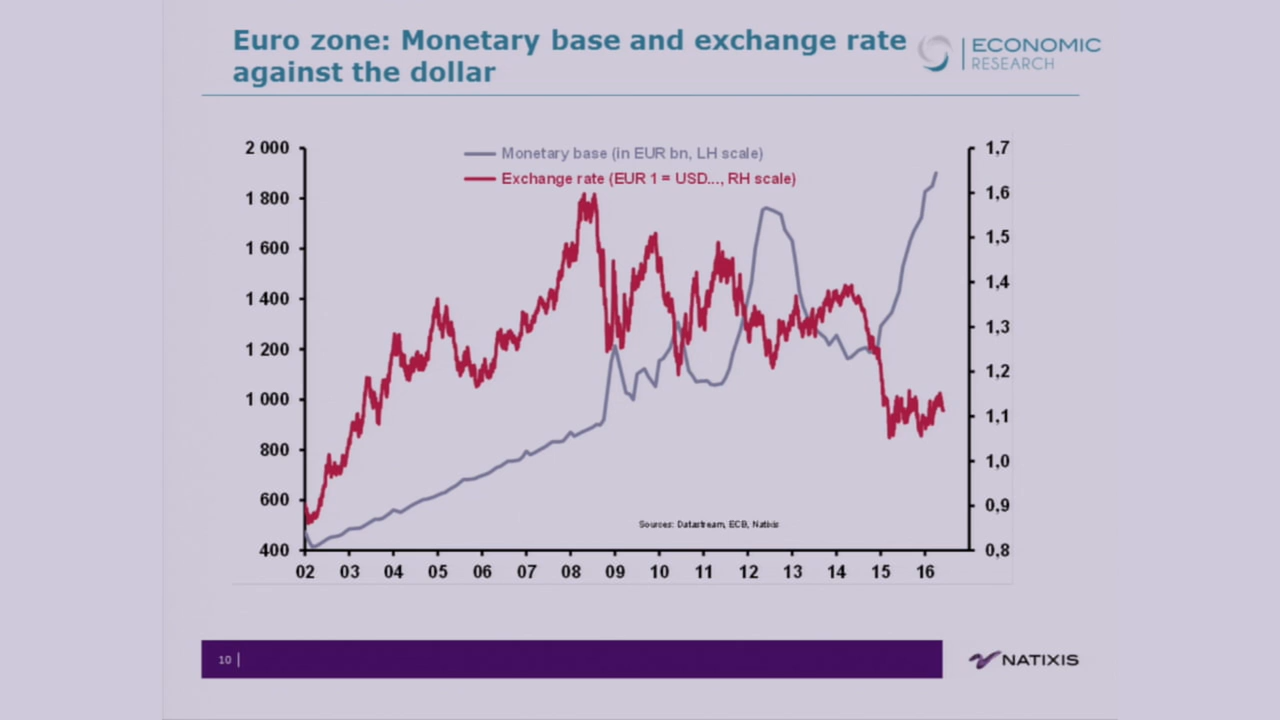 Euro zone: Monetary base and exchange rate
against the dollar
ECONOMIC
RESEARCH
Monetary base (in EUR bn, LH scale)
Exchange rate (EUR 1 = USD..., RH scale)
2 000
1 800
1 600
1 400
1 200
1 000
800
600
400
1,7
1,6
1,5
1,4
1,3
1,2
1,1
1,0
0,9
0,8
Sources: Datastream, ECB, Natixis
02 03 04 05 06 07 08 09 10 11 12 13 14 15 16
10 |
NATIXIS